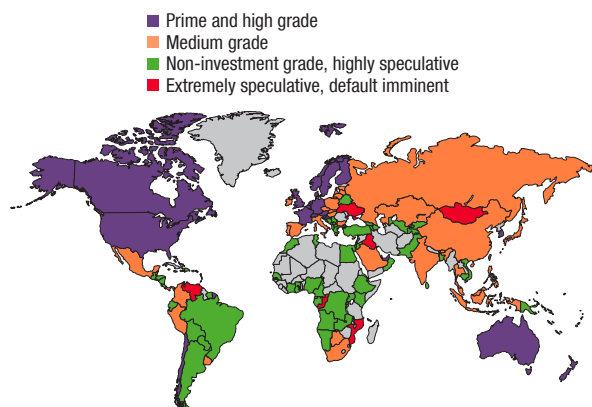 Prime and high grade
Medium grade
Non-investment grade, highly speculative
Extremely speculative, default imminent